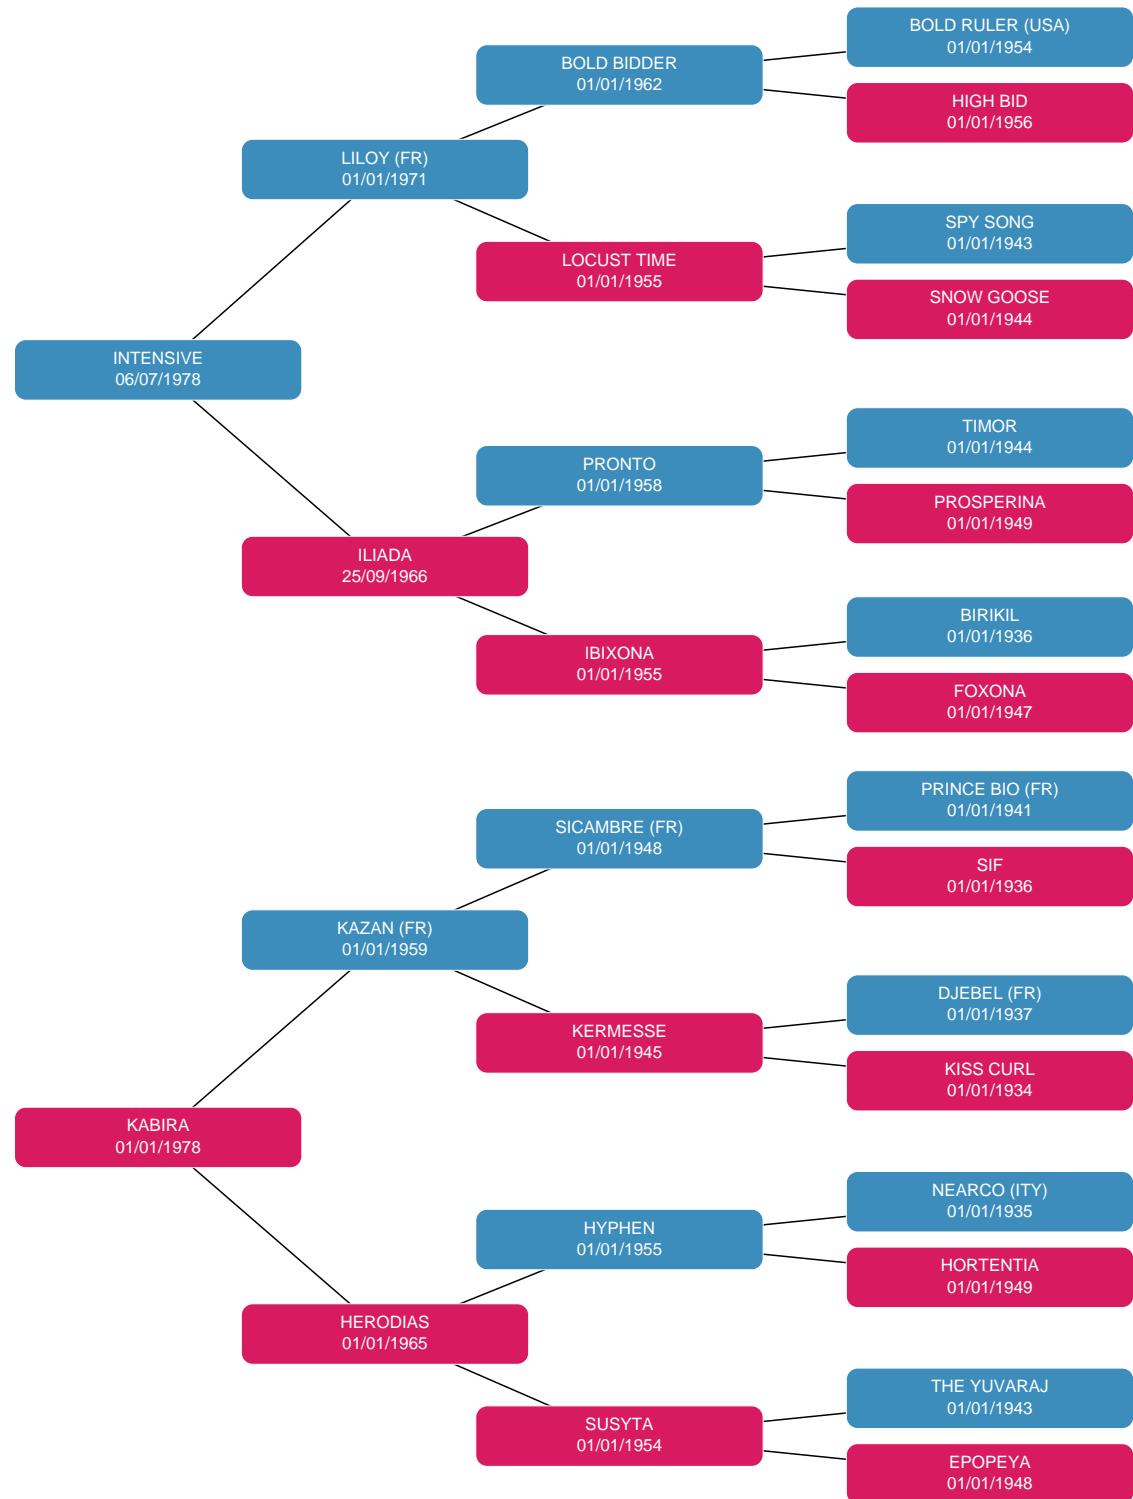 BOLD RULER (USA)
01/01/1954
BOLD BIDDER
01/01/1962
HIGH BID
01/01/1956
LILOY (FR)
01/01/1971
SPY SONG
01/01/1943
LOCUST TIME
01/01/1955
SNOW GOOSE
01/01/1944
INTENSIVE
06/07/1978
TIMOR
01/01/1944
PRONTO
01/01/1958
PROSPERINA
01/01/1949
ILIADA
25/09/1966
BIRIKIL
01/01/1936
IBIXONA
01/01/1955
FOXONA
01/01/1947
PRINCE BIO (FR)
01/01/1941
SICAMBRE (FR)
01/01/1948
SIF
01/01/1936
KAZAN (FR)
01/01/1959
DJEBEL (FR)
01/01/1937
KERMESSE
01/01/1945
KISS CURL
01/01/1934
KABIRA
01/01/1978
NEARCO (ITY)
01/01/1935
HYPHEN
01/01/1955
HORTENTIA
01/01/1949
HERODIAS
01/01/1965
THE YUVARAJ
01/01/1943
SUSYTA
01/01/1954
EPOPEYA
01/01/1948